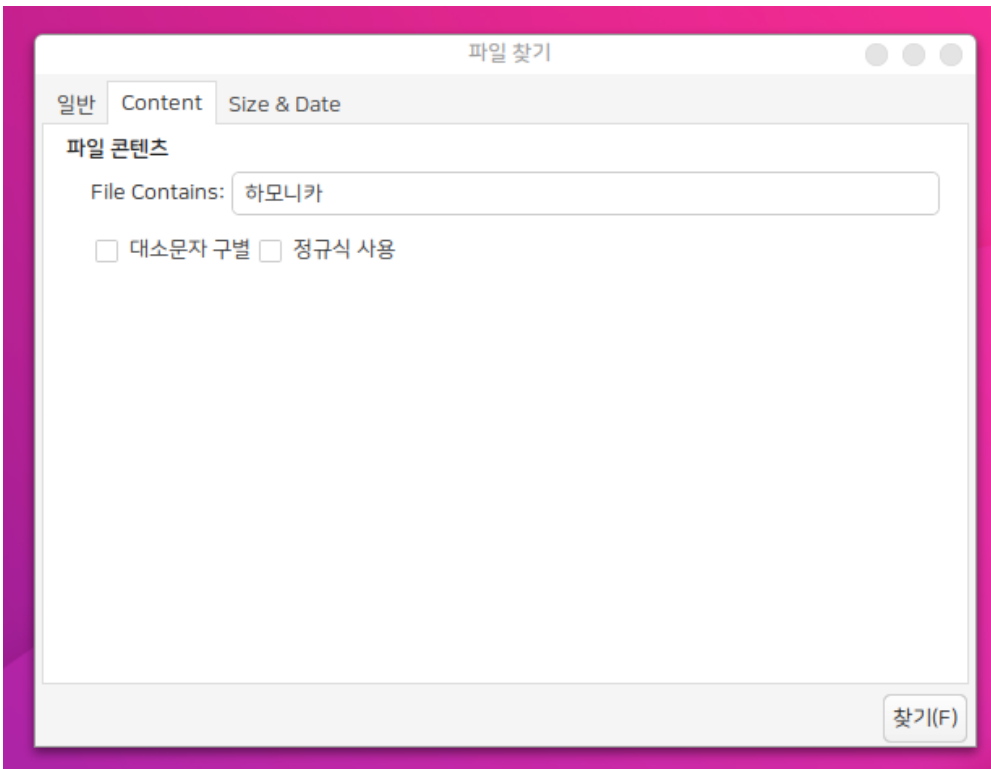 파일 찾기
일반 Content Size & Date
파일 콘텐츠
File Contains: 하모니카
대소문자 구별 정규식 사용
찾기(F)